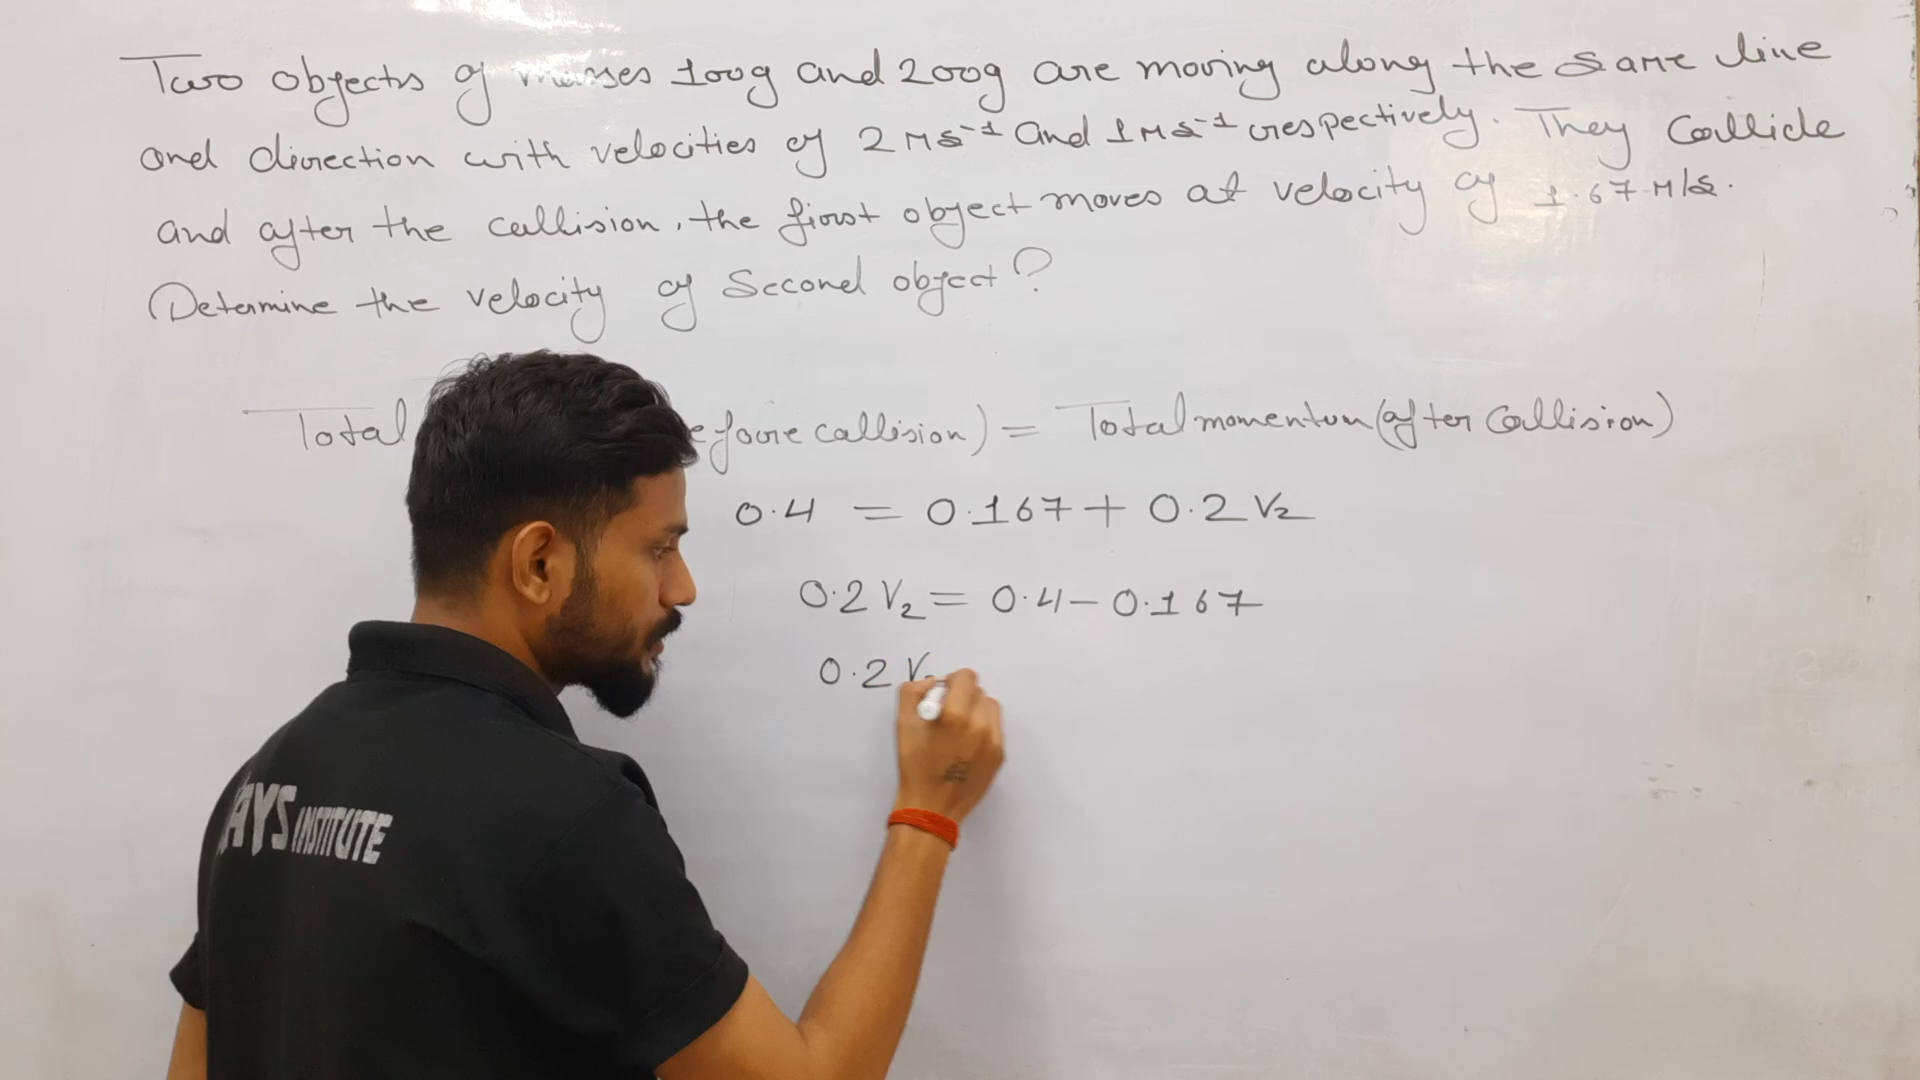 Two objects of masses 100g and 200g are moving along the same line
and direction with velocities of 2 ms⁻¹ and 1 ms⁻¹ respectively. They Collide
and after the collision, the first object moves at velocity of 1.67 m/s.
Determine the velocity of Second object?
Total efore collision) = Total momentum (after Collision)
0.4 = 0.167 + 0.2 V₂
0.2 V₂ = 0.4 - 0.167
0.2 V
INSTITUTE